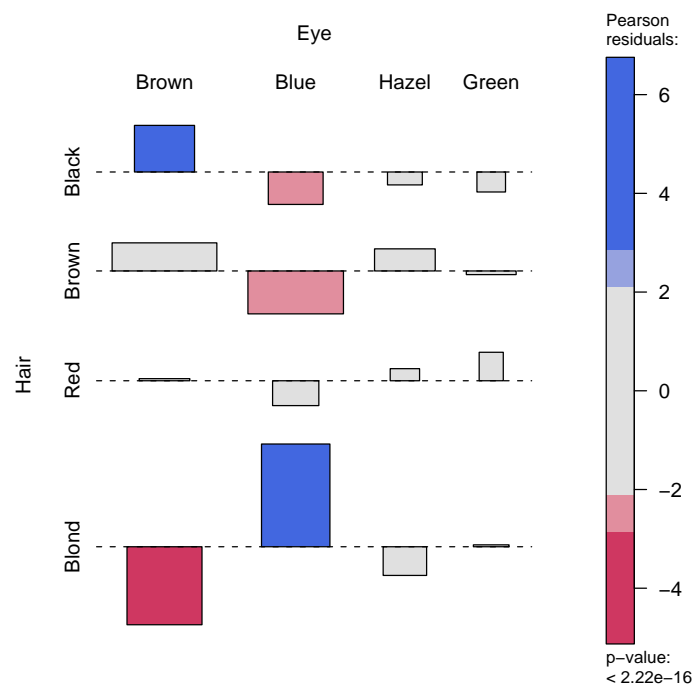 Eye
Brown Blue Hazel Green
Hair
Black
Brown
Red
Blond
Pearson
residuals:
6
4
2
0
−2
−4
p−value:
< 2.22e−16